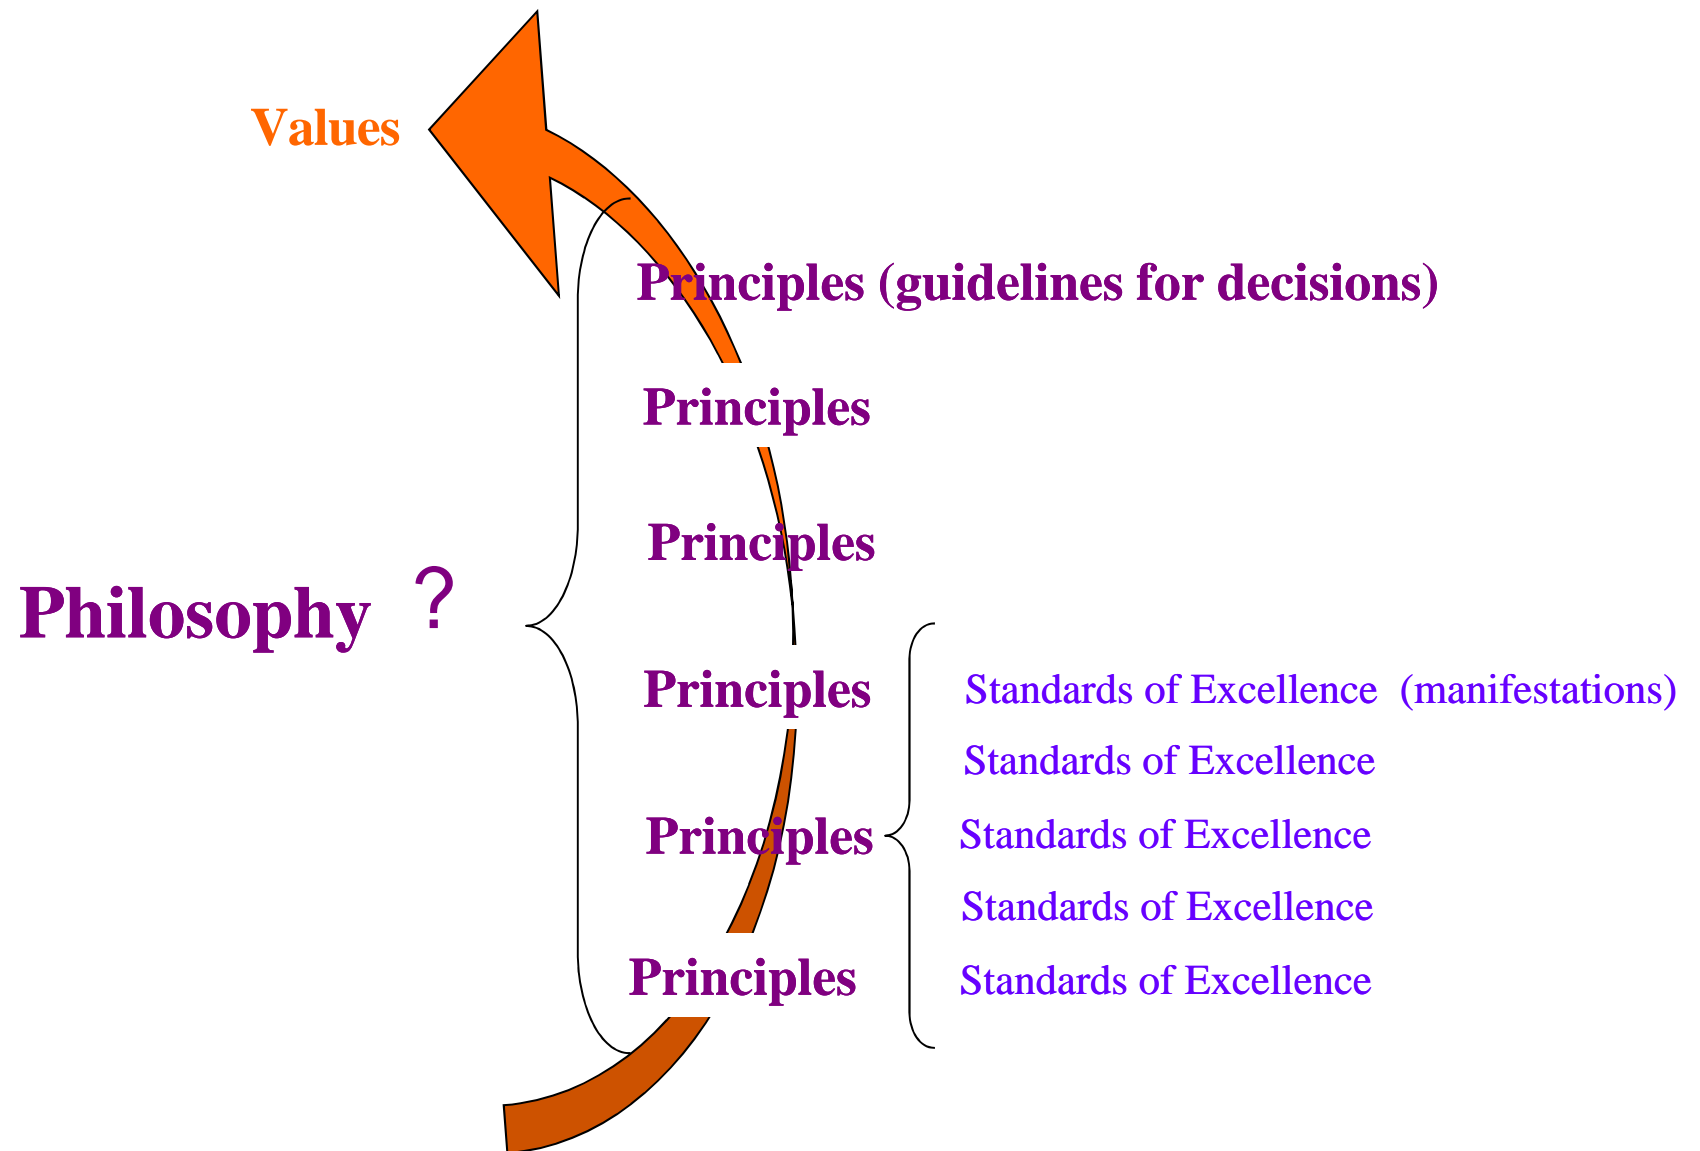 Values
Principles (guidelines for decisions)
Principles
Principles
Philosophy ?
Principles
Standards of Excellence (manifestations)
Standards of Excellence
Principles
Standards of Excellence
Standards of Excellence
Principles
Standards of Excellence